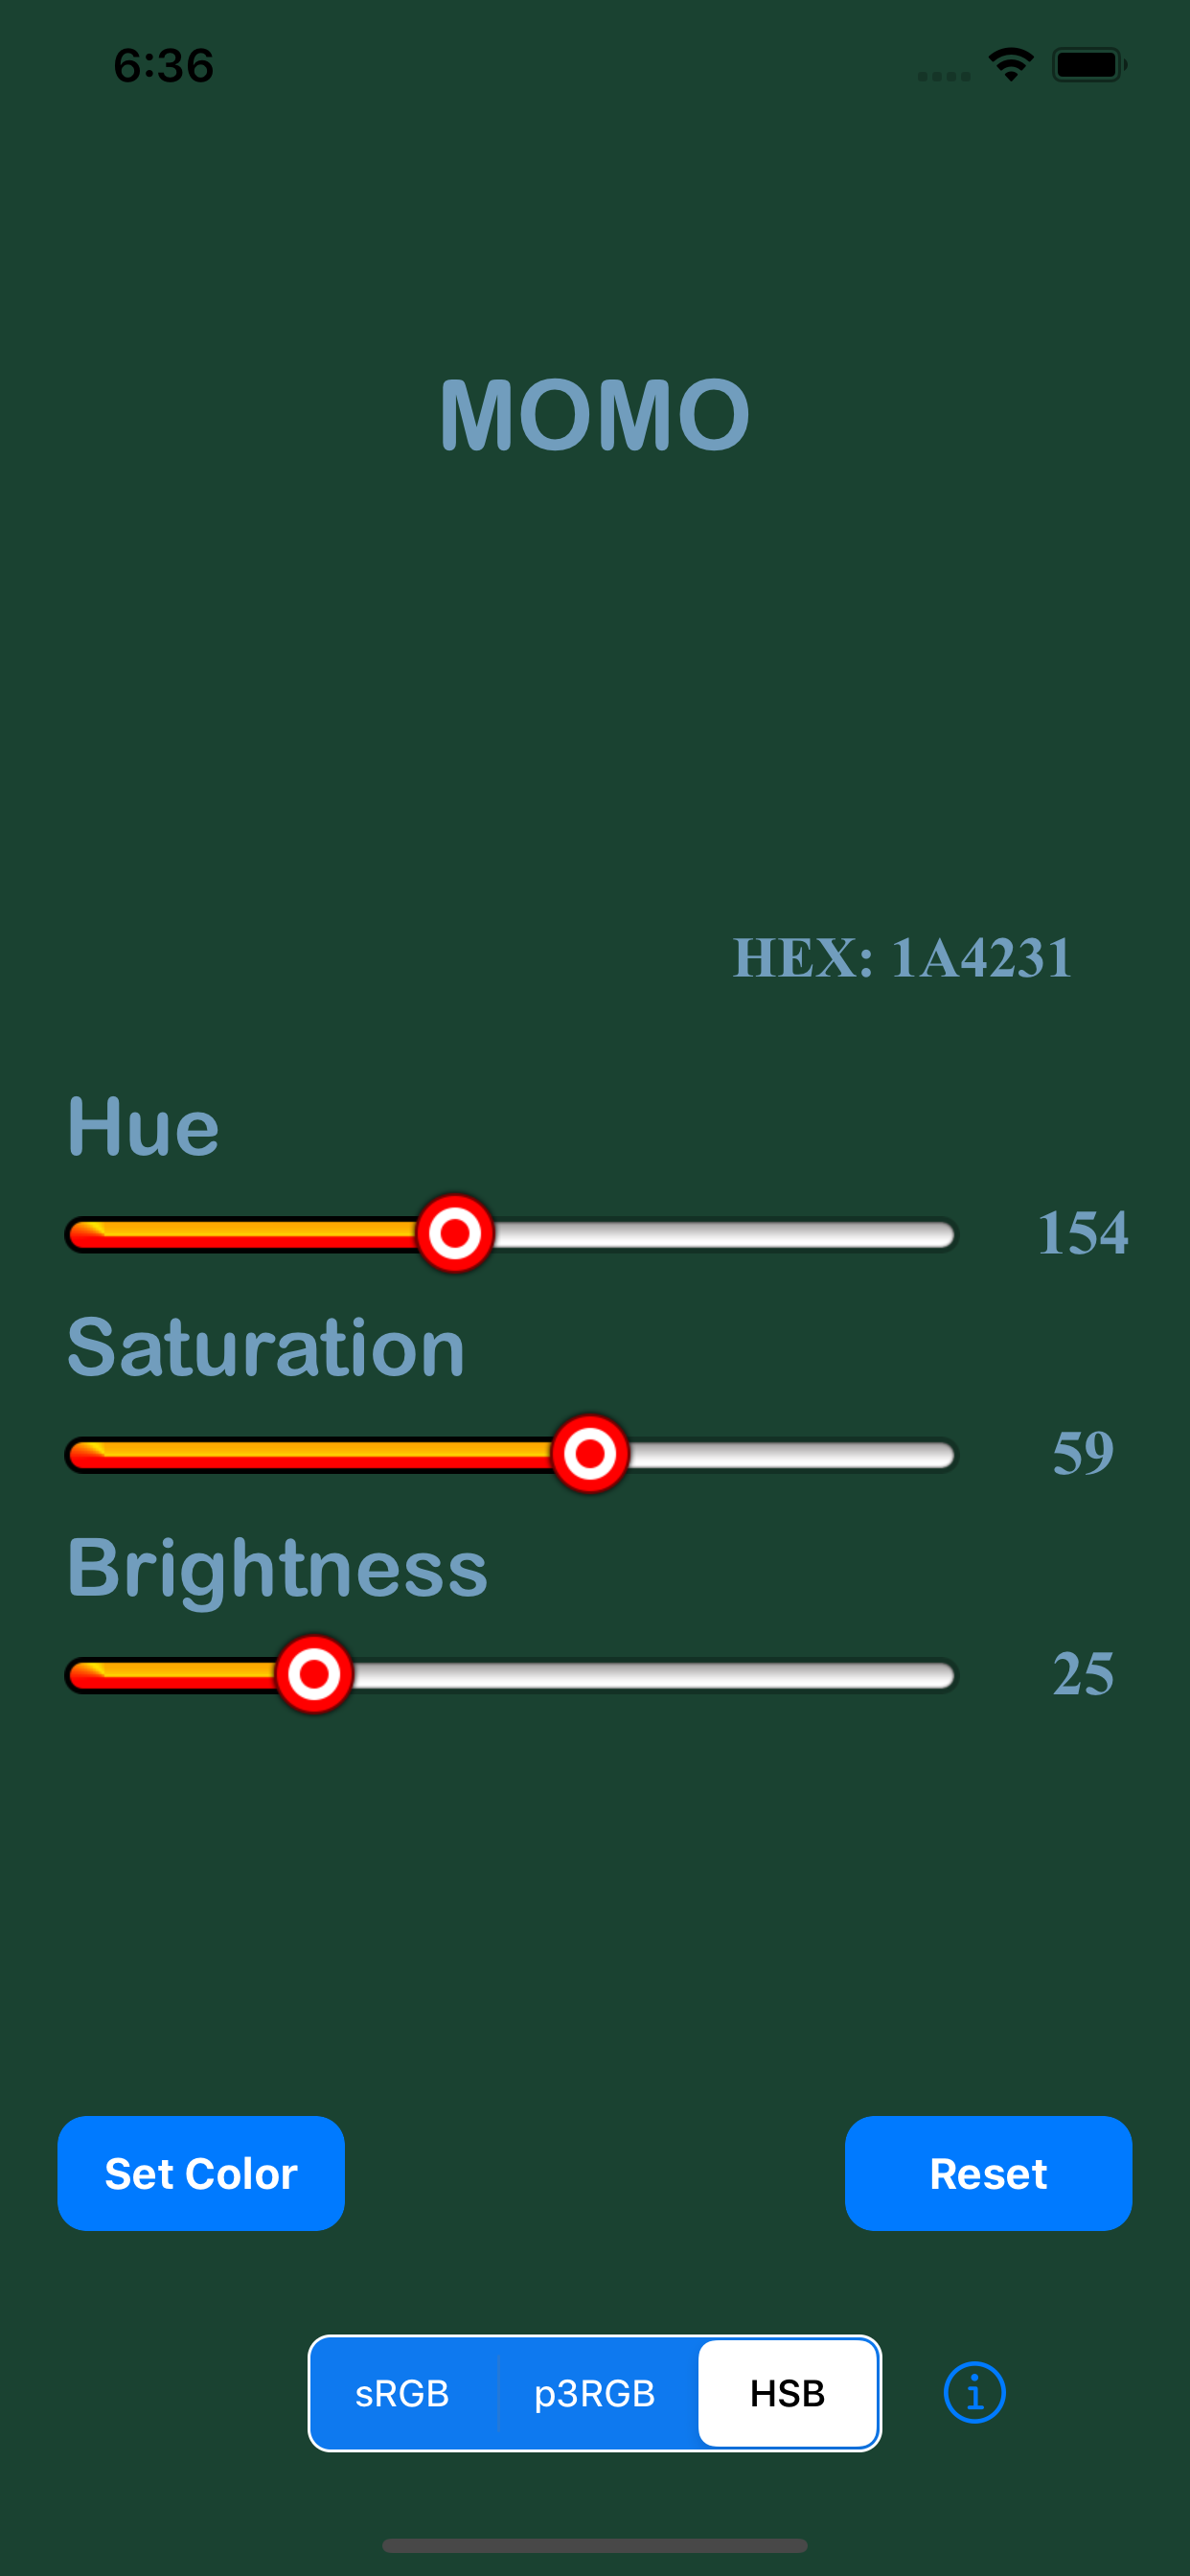 6:36
MOMO
HEX: 1A4231
Hue
154
Saturation
59
Brightness
25
Set Color
Reset
sRGB
p3RGB
HSB